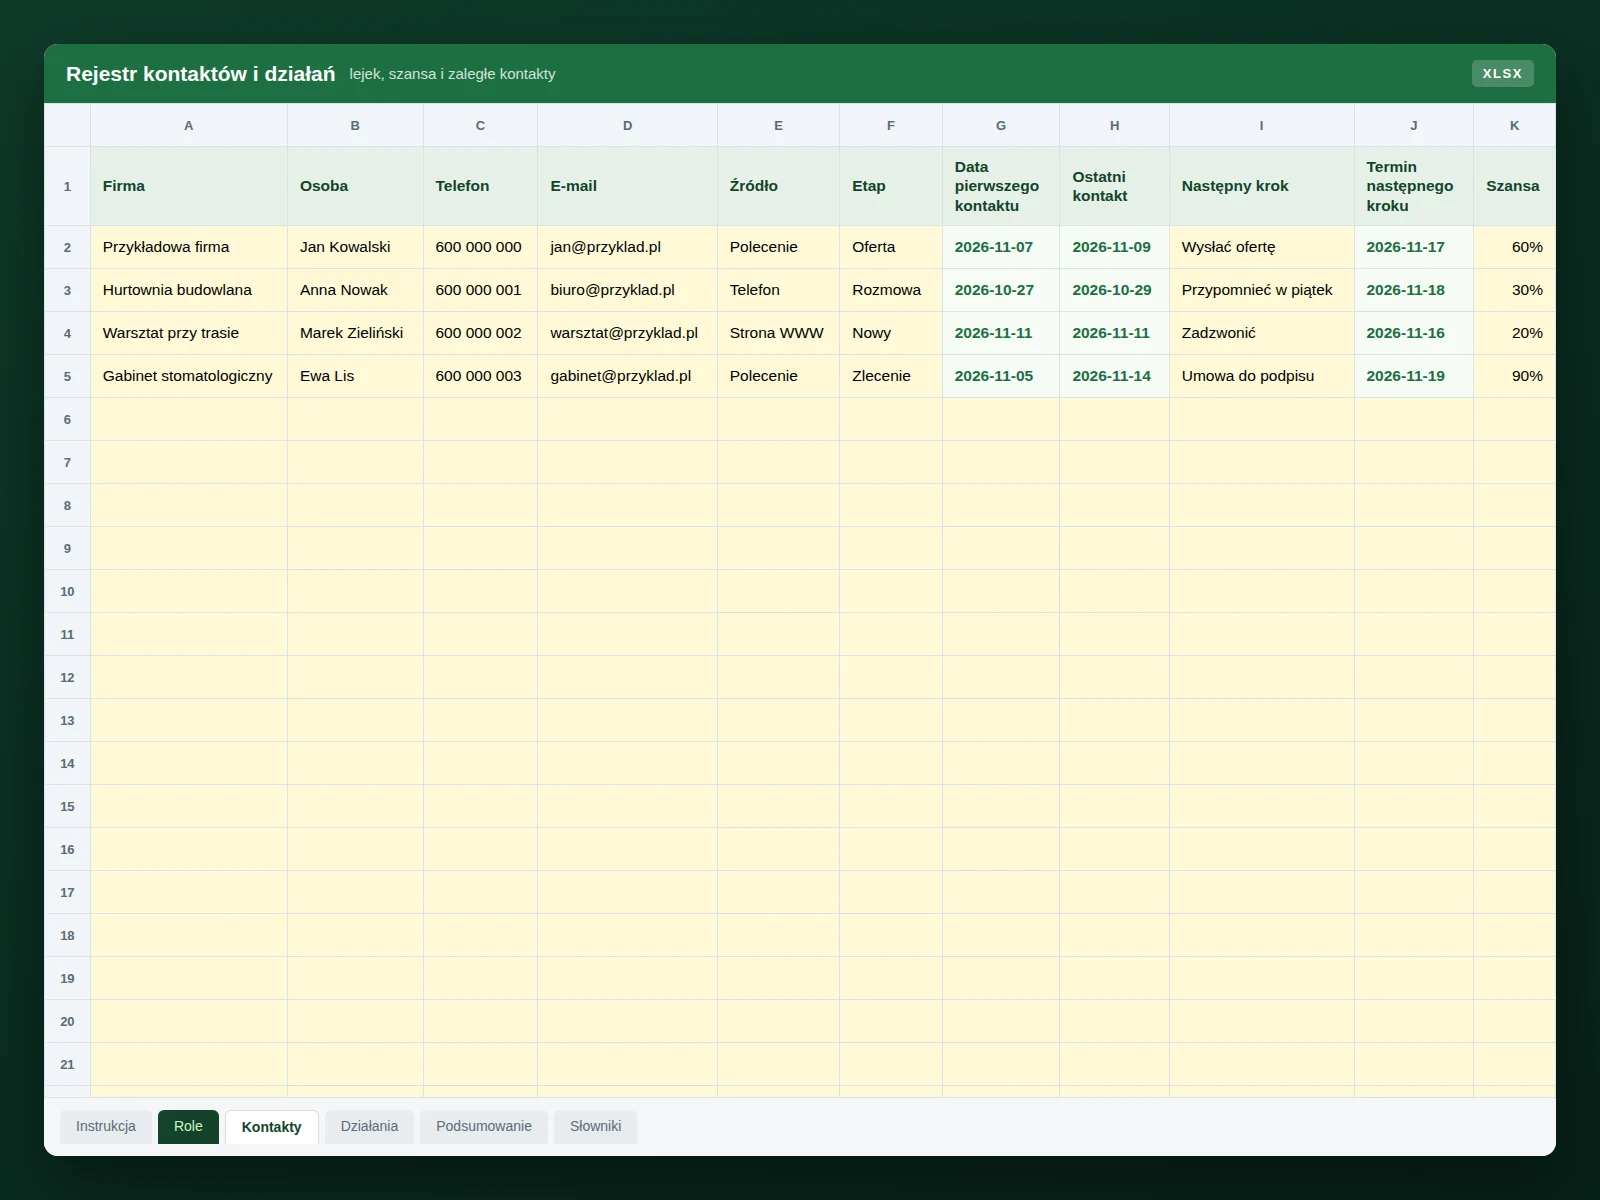 Rejestr kontaktów i działań lejek, szansa i zaległe kontakty XLSX
A B C D E F G H I J K
1 Firma Osoba Telefon E-mail Źródło Etap Data pierwszego kontaktu Ostatni kontakt Następny krok Termin następnego kroku Szansa
2 Przykładowa firma Jan Kowalski 600 000 000 jan@przyklad.pl Polecenie Oferta 2026-11-07 2026-11-09 Wysłać ofertę 2026-11-17 60%
3 Hurtownia budowlana Anna Nowak 600 000 001 biuro@przyklad.pl Telefon Rozmowa 2026-10-27 2026-10-29 Przypomnieć w piątek 2026-11-18 30%
4 Warsztat przy trasie Marek Zieliński 600 000 002 warsztat@przyklad.pl Strona WWW Nowy 2026-11-11 2026-11-11 Zadzwonić 2026-11-16 20%
5 Gabinet stomatologiczny Ewa Lis 600 000 003 gabinet@przyklad.pl Polecenie Zlecenie 2026-11-05 2026-11-14 Umowa do podpisu 2026-11-19 90%
6
7
8
9
10
11
12
13
14
15
16
17
18
19
20
21
Instrukcja Role Kontakty Działania Podsumowanie Słowniki